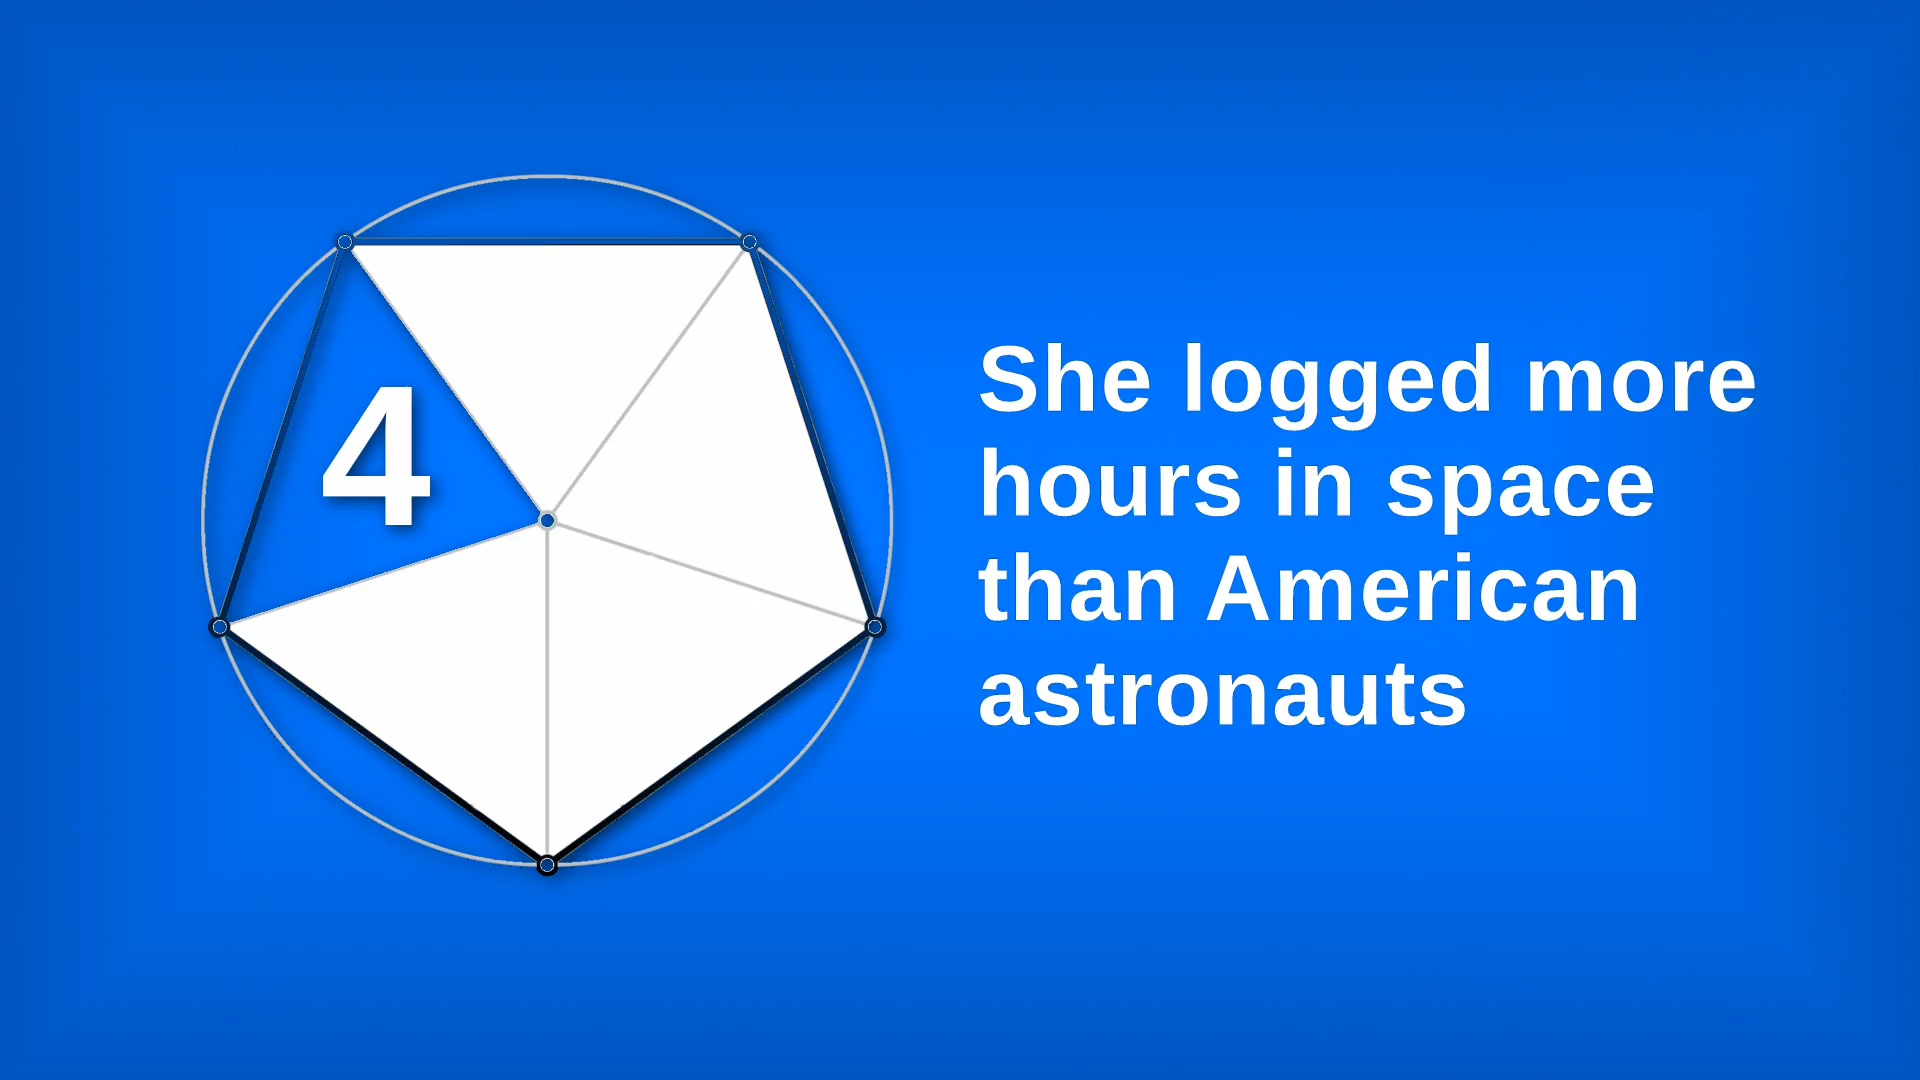 4
She logged more
hours in space
than American
astronauts